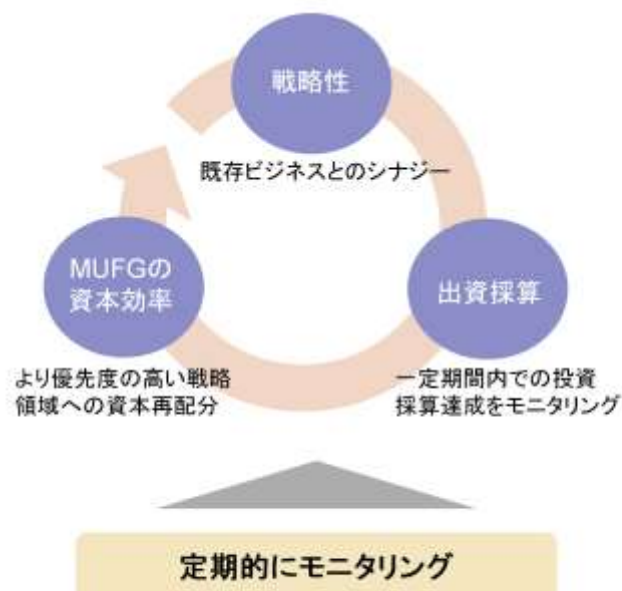 戦略性
既存ビジネスとのシナジー
MUFGの
資本効率
出資採算
より優先度の高い戦略
領域への資本再配分
一定期間内での投資
採算達成をモニタリング
定期的にモニタリング